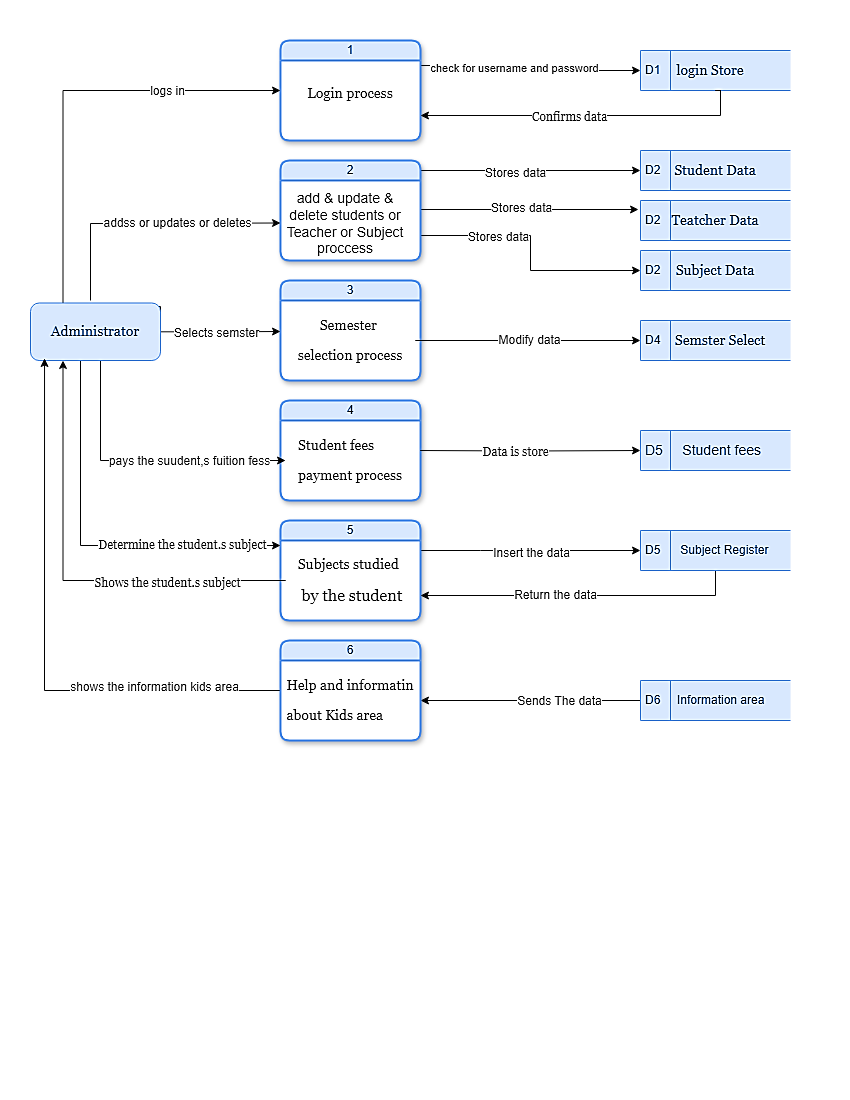 1
Login process
logs in
check for username and password
D1 login Store
Confirms data
2
add & update &
delete students or
Teacher or Subject
proccess
addss or updates or deletes
Stores data
D2 Student Data
Stores data
D2 Teatcher Data
Stores data
D2 Subject Data
Administrator
Selects semster
3
Semester
selection process
Modify data
D4 Semster Select
4
Student fees
payment process
pays the suudent,s fuition fess
Data is store
D5 Student fees
5
Subjects studied
by the student
Determine the student.s subject
Shows the student.s subject
Insert the data
D5 Subject Register
Return the data
6
Help and informatin
about Kids area
shows the information kids area
Sends The data
D6 Information area